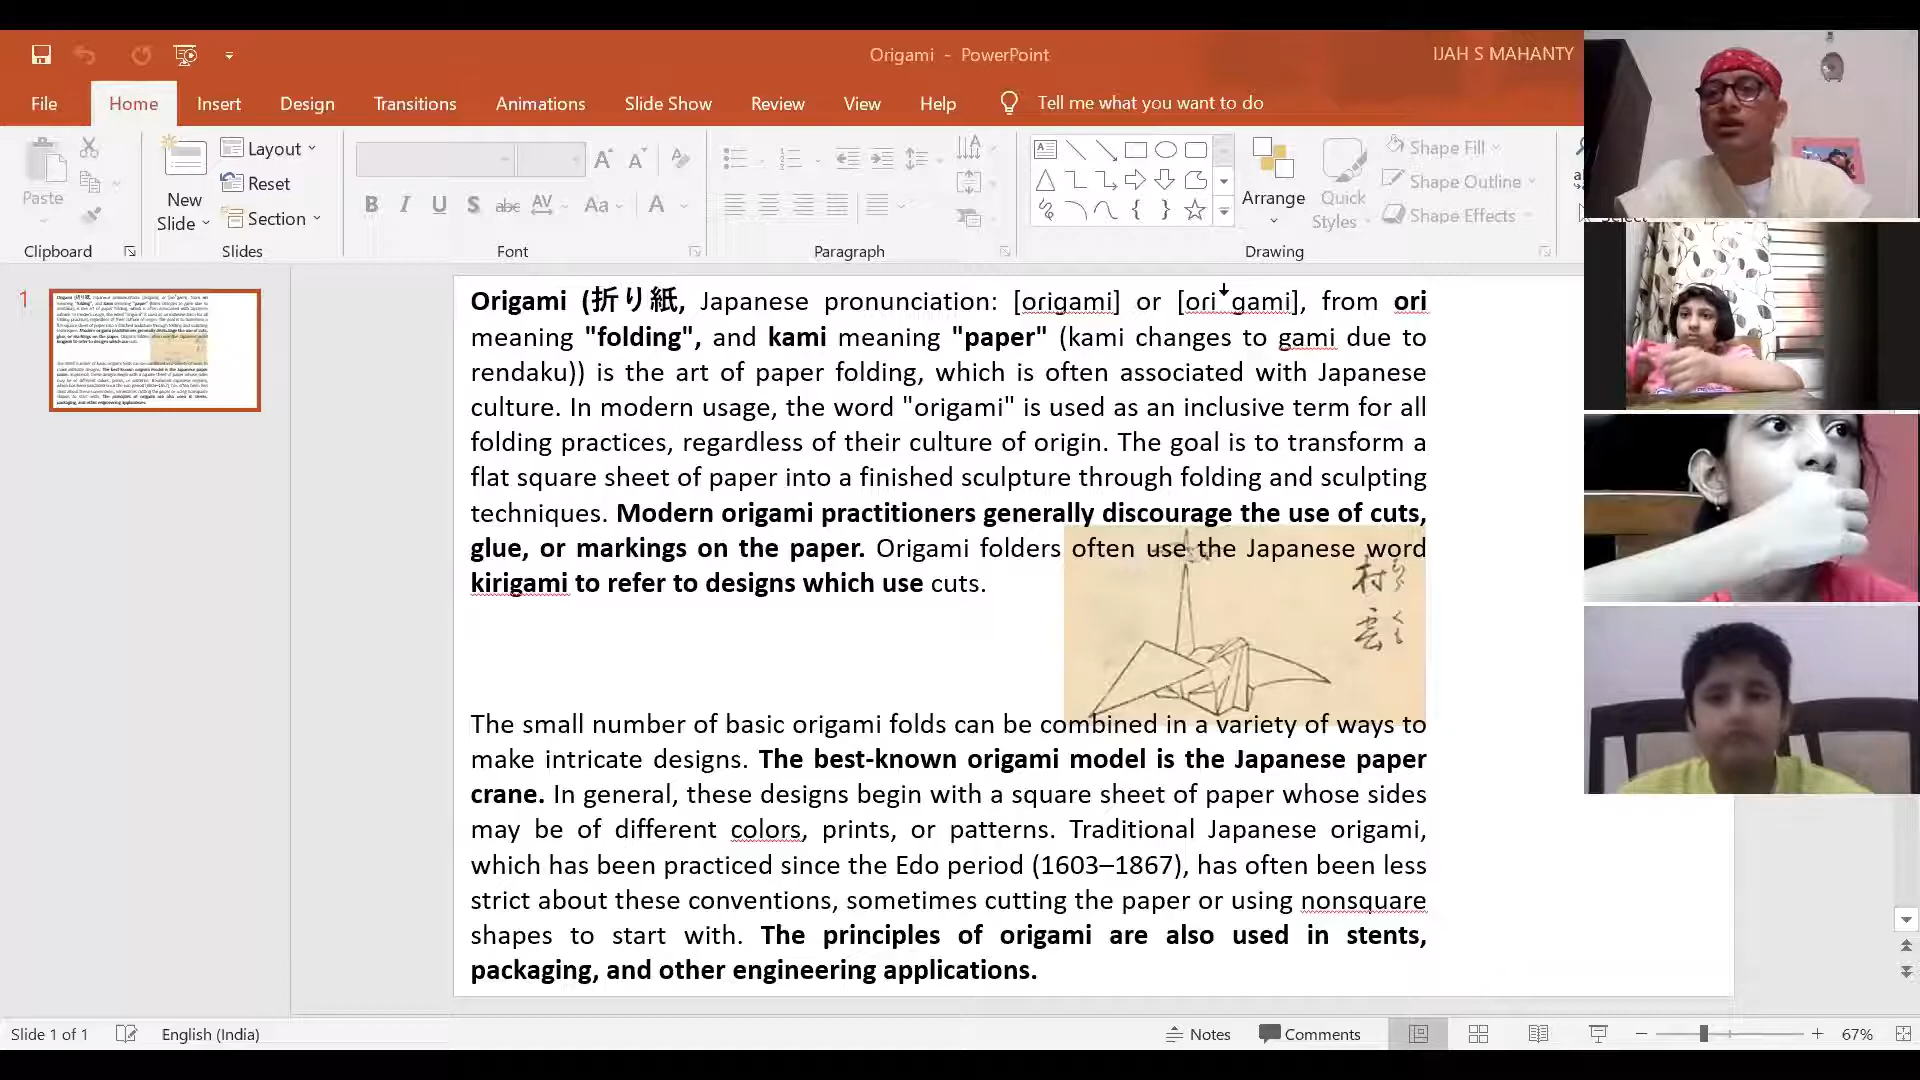 Origami - PowerPoint
IJAH S MAHANTY
File Home Insert Design Transitions Animations Slide Show Review View Help Tell me what you want to do
Paste
Clipboard
New
Slide
Layout
Reset
Section
Slides
B I U S abc AV Aa A
Font
Paragraph
Arrange
Quick
Styles
Shape Fill
Shape Outline
Shape Effects
Drawing
Select
1
Origami (折り紙, Japanese pronunciation: [oɾiɡami] or [oɾiꜜɡami], from ori
meaning "folding", and kami meaning "paper" (kami changes to gami due to
rendaku)) is the art of paper folding, which is often associated with Japanese
culture. In modern usage, the word "origami" is used as an inclusive term for all
folding practices, regardless of their culture of origin. The goal is to transform a
flat square sheet of paper into a finished sculpture through folding and sculpting
techniques. Modern origami practitioners generally discourage the use of cuts,
glue, or markings on the paper. Origami folders often use the Japanese word
kirigami to refer to designs which use cuts.
村雲
The small number of basic origami folds can be combined in a variety of ways to
make intricate designs. The best-known origami model is the Japanese paper
crane. In general, these designs begin with a square sheet of paper whose sides
may be of different colors, prints, or patterns. Traditional Japanese origami,
which has been practiced since the Edo period (1603–1867), has often been less
strict about these conventions, sometimes cutting the paper or using nonsquare
shapes to start with. The principles of origami are also used in stents,
packaging, and other engineering applications.
Slide 1 of 1 English (India) Notes Comments 67%